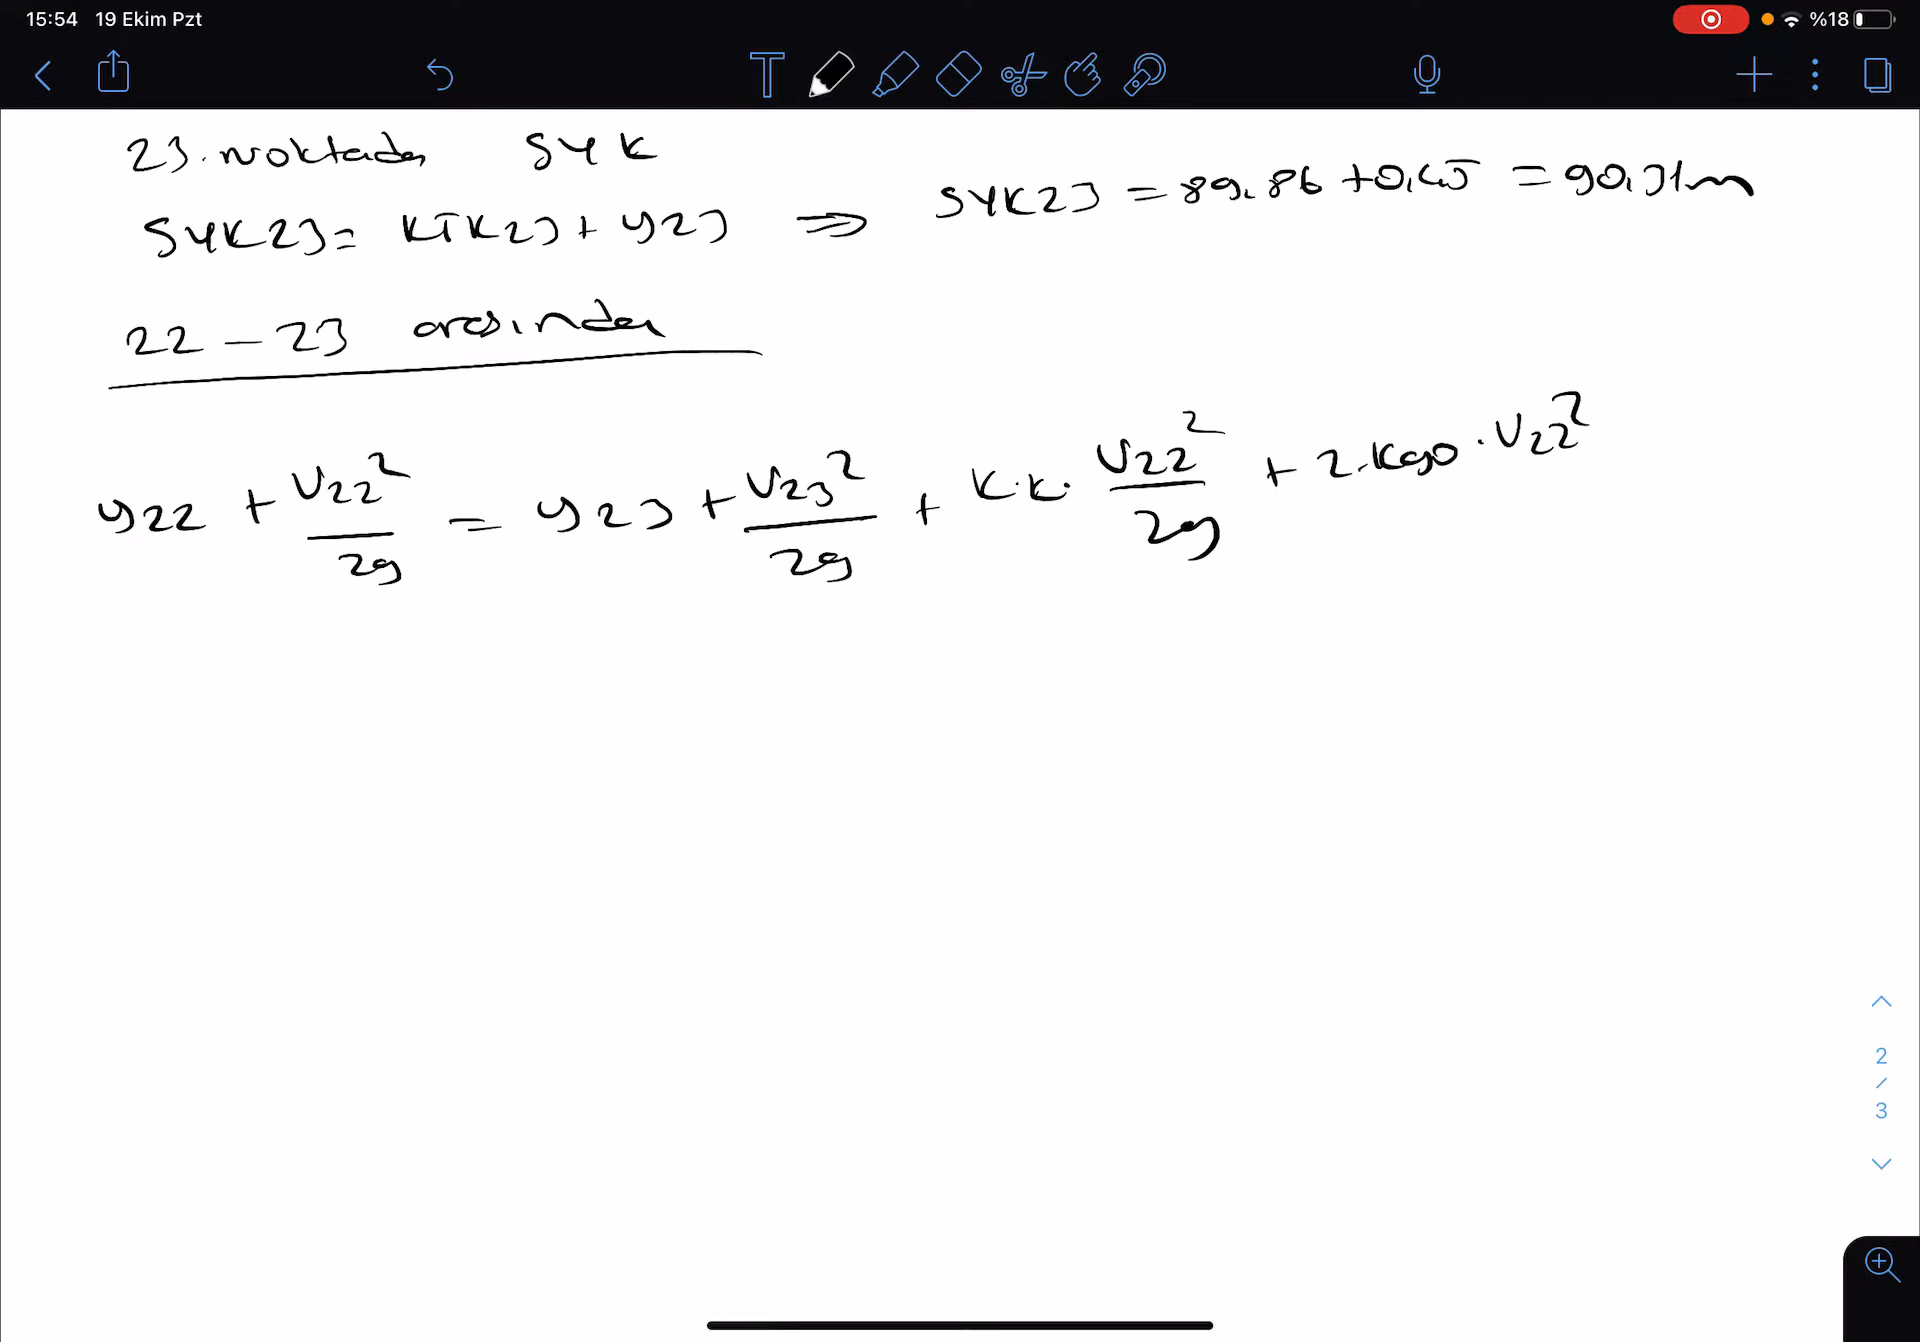 15:54 19 Ekim Pzt %18
23. noktada SYK
SYK23 = KTK23 + y23 ⇒ SYK23 = 89.86 + 0.45 = 90.31m
22 – 23 arasında
y22 + V22²/2g = y23 + V23²/2g + K.K. V22²/2g + 2.K90.V22²
2
/
3